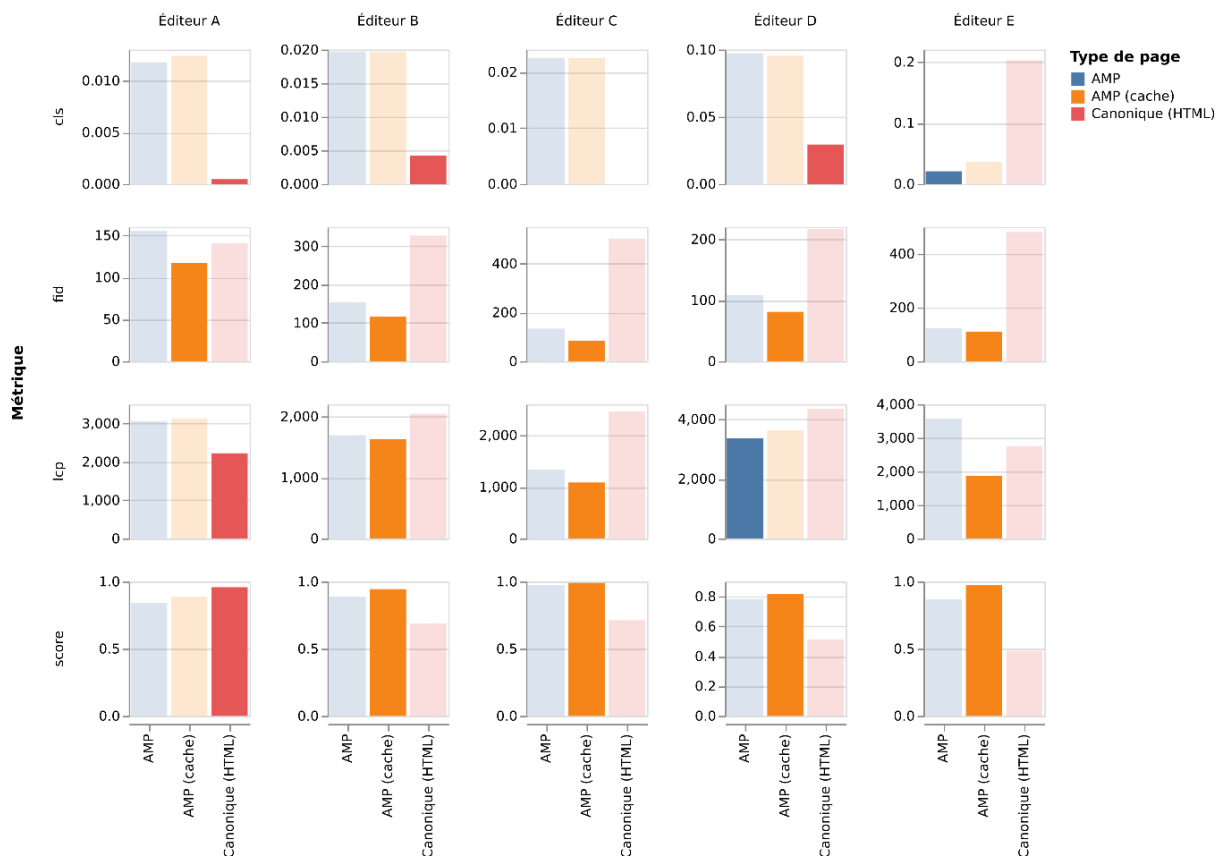 Éditeur A
Éditeur B
Éditeur C
Éditeur D
Éditeur E
Type de page
AMP
AMP (cache)
Canonique (HTML)
Métrique
cls
0.010
0.005
0.000
0.020
0.015
0.010
0.005
0.000
0.02
0.01
0.00
0.10
0.05
0.00
0.2
0.1
0.0
fid
150
100
50
0
300
200
100
0
400
200
0
200
100
0
400
200
0
lcp
3,000
2,000
1,000
0
2,000
1,000
0
2,000
1,000
0
4,000
2,000
0
4,000
3,000
2,000
1,000
0
score
1.0
0.5
0.0
1.0
0.5
0.0
1.0
0.5
0.0
0.8
0.6
0.4
0.2
0.0
1.0
0.5
0.0
AMP
AMP (cache)
Canonique (HTML)
AMP
AMP (cache)
Canonique (HTML)
AMP
AMP (cache)
Canonique (HTML)
AMP
AMP (cache)
Canonique (HTML)
AMP
AMP (cache)
Canonique (HTML)